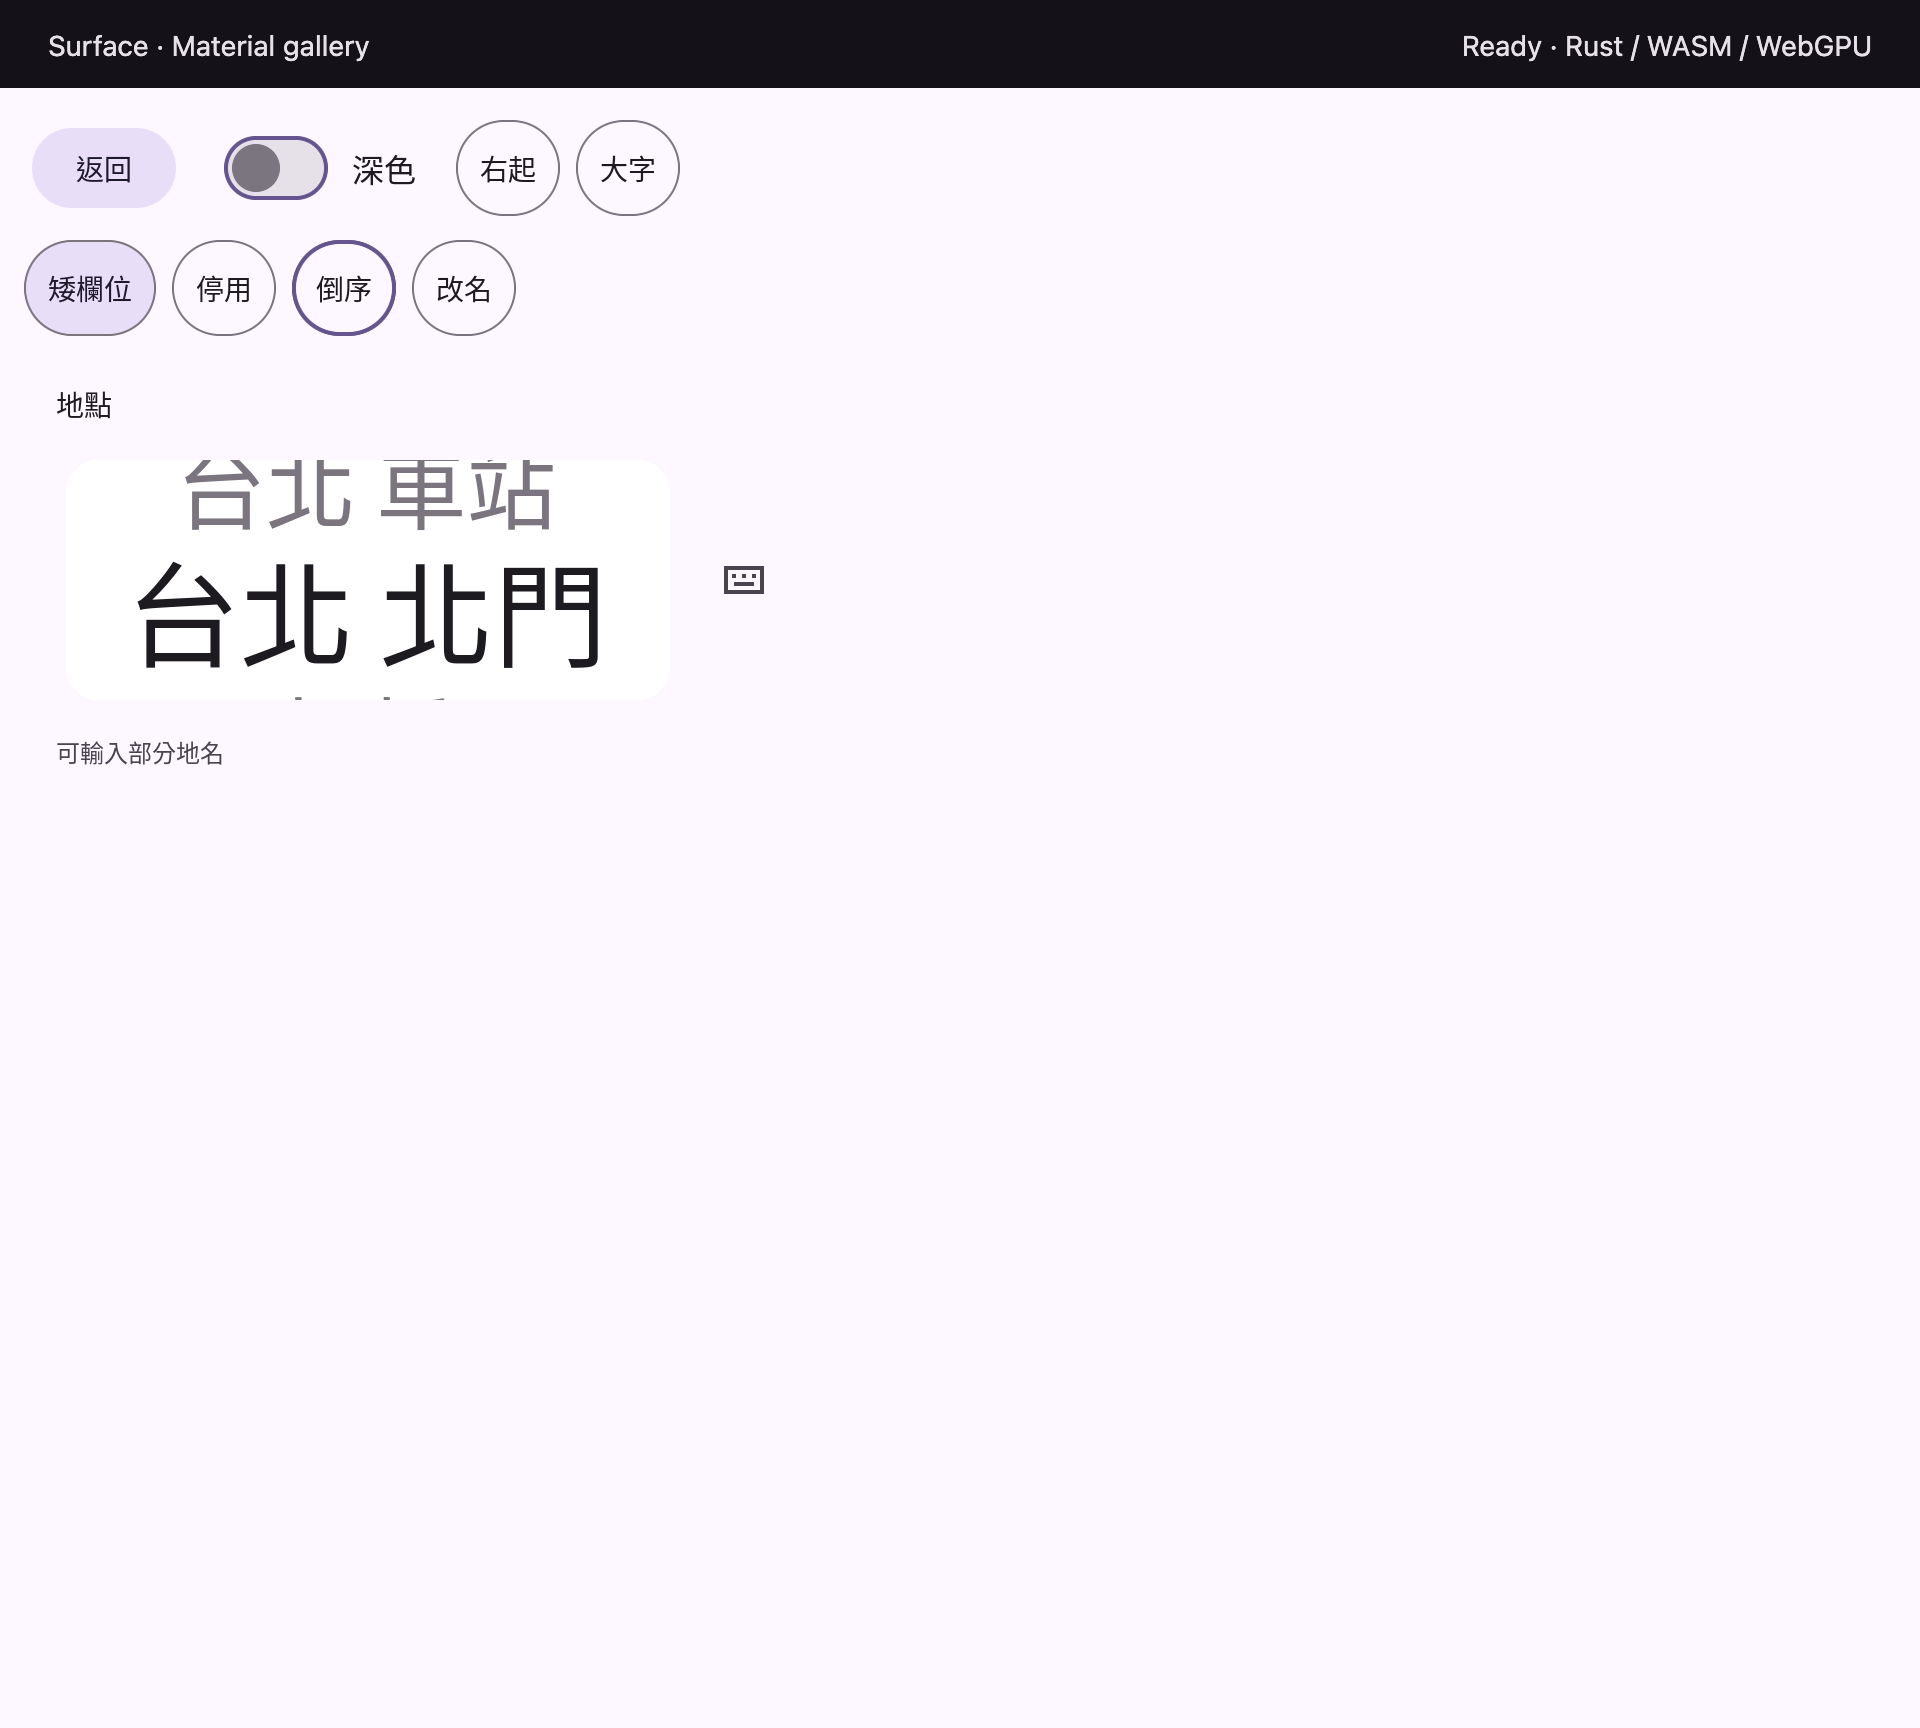 Surface · Material gallery
Ready · Rust / WASM / WebGPU
返回 深色 右起 大字
矮欄位 停用 倒序 改名
地點
台北 車站
台北 北門
可輸入部分地名